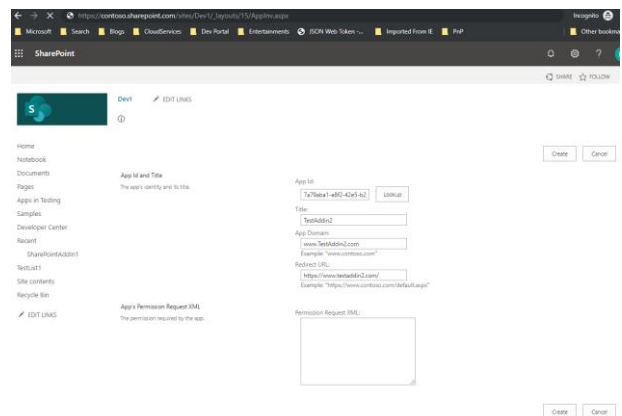 https://contoso.sharepoint.com/sites/Dev1/_layouts/15/AppInv.aspx
Incognito
Microsoft Search Blogs CloudServices Dev Portal Entertainments JSON Web Token -... Imported From IE PnP Other bookma
SharePoint
SHARE FOLLOW
Dev1 EDIT LINKS
Home
Notebook
Documents
Pages
Apps in Testing
Samples
Developer Center
Recent
SharePointAddin1
TestList1
Site contents
Recycle Bin
EDIT LINKS
Create Cancel
App Id and Title
The app's identity and its title.
App Id:
Lookup
Title:
TestAddin2
App Domain:
www.TestAddin2.com
Example: "www.contoso.com"
Redirect URL:
https://www.testaddin2.com/
Example: "https://www.contoso.com/default.aspx"
App's Permission Request XML
The permission required by the app.
Permission Request XML:
Create Cancel